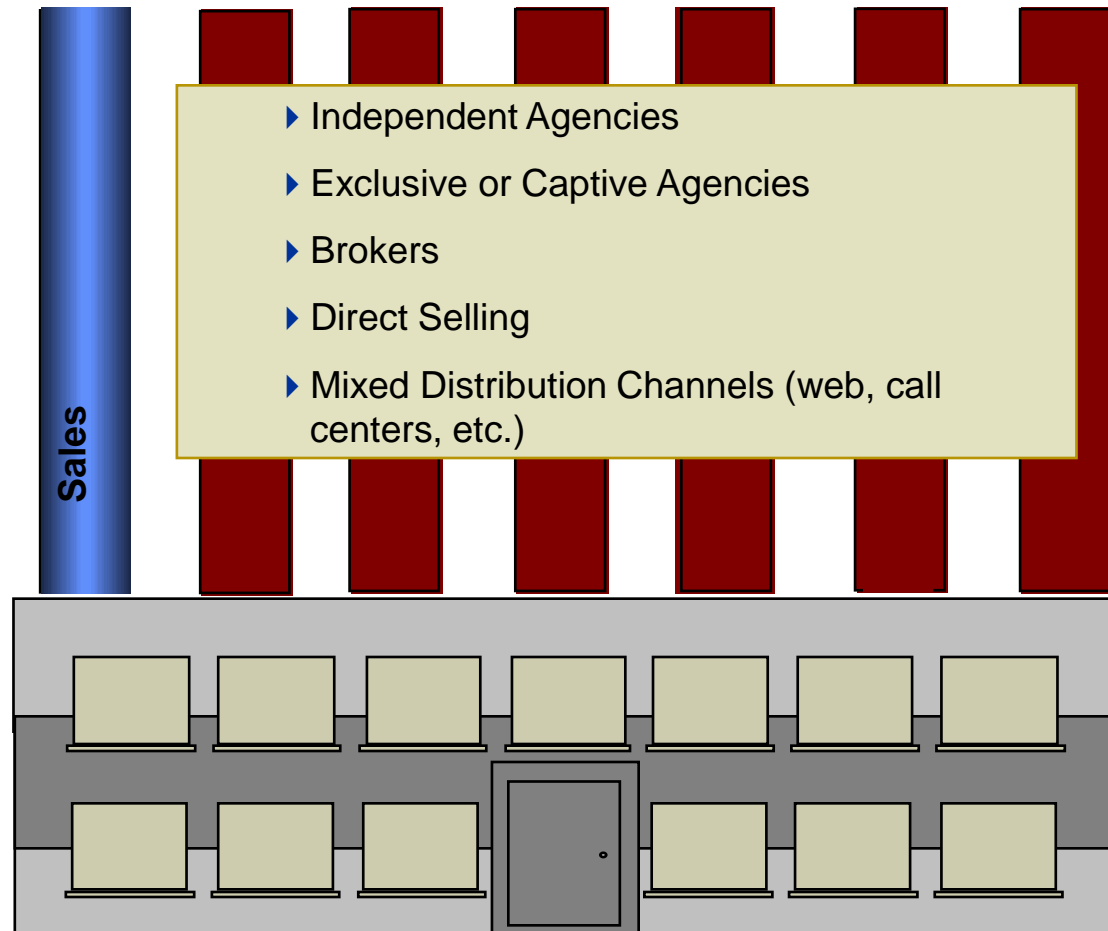 Independent Agencies
Exclusive or Captive Agencies
Brokers
Direct Selling
Mixed Distribution Channels (web, call
centers, etc.)
Sales